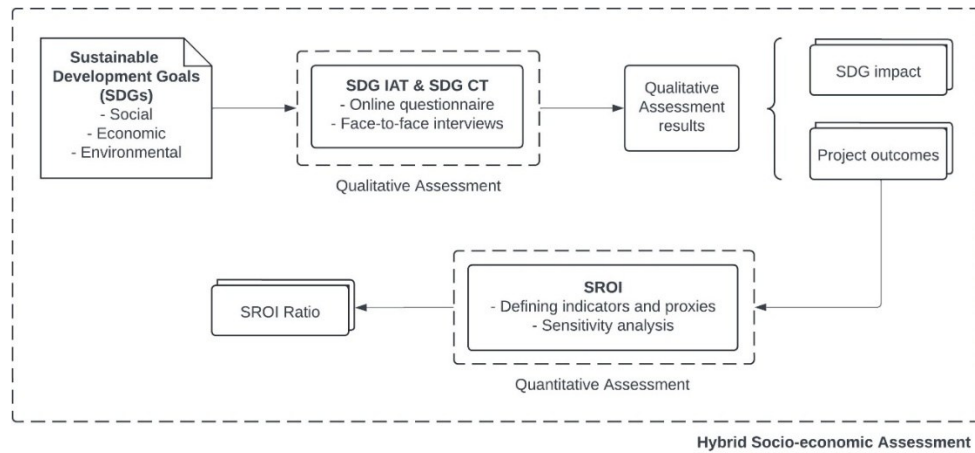 Sustainable
Development Goals
(SDGs)
- Social
- Economic
- Environmental
SDG IAT & SDG CT
- Online questionnaire
- Face-to-face interviews
Qualitative Assessment
Qualitative
Assessment
results
SDG impact
Project outcomes
SROI
- Defining indicators and proxies
- Sensitivity analysis
Quantitative Assessment
SROI Ratio
Hybrid Socio-economic Assessment